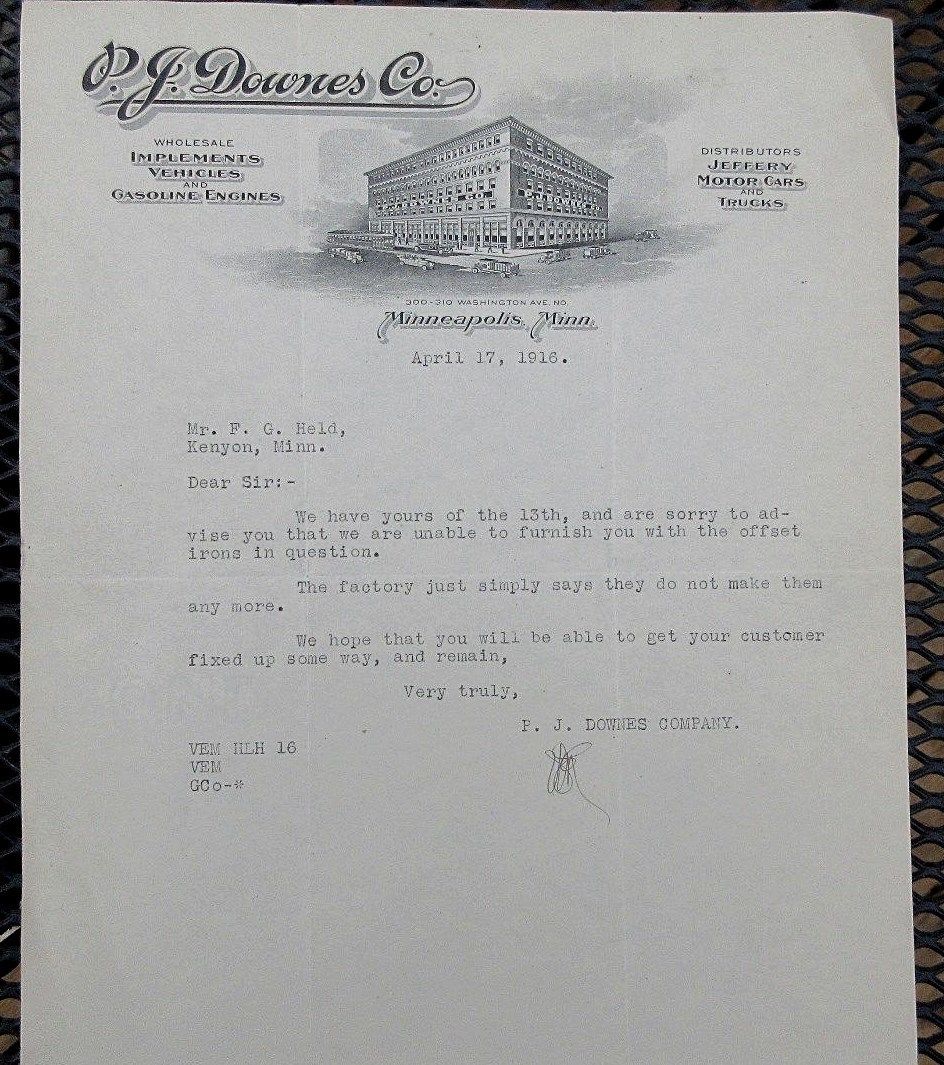 P. J. Downes Co.
WHOLESALE
IMPLEMENTS
VEHICLES
AND
GASOLINE ENGINES
DISTRIBUTORS
JEFFERY
MOTOR CARS
AND
TRUCKS
300-310 WASHINGTON AVE. NO.
Minneapolis, Minn.
April 17, 1916.
Mr. F. G. Held,
Kenyon, Minn.
Dear Sir:-
We have yours of the 13th, and are sorry to ad-
vise you that we are unable to furnish you with the offset
irons in question.
The factory just simply says they do not make them
any more.
We hope that you will be able to get your customer
fixed up some way, and remain,
Very truly,
P. J. DOWNES COMPANY.
VEM HLH 16
VEM
GCo-*